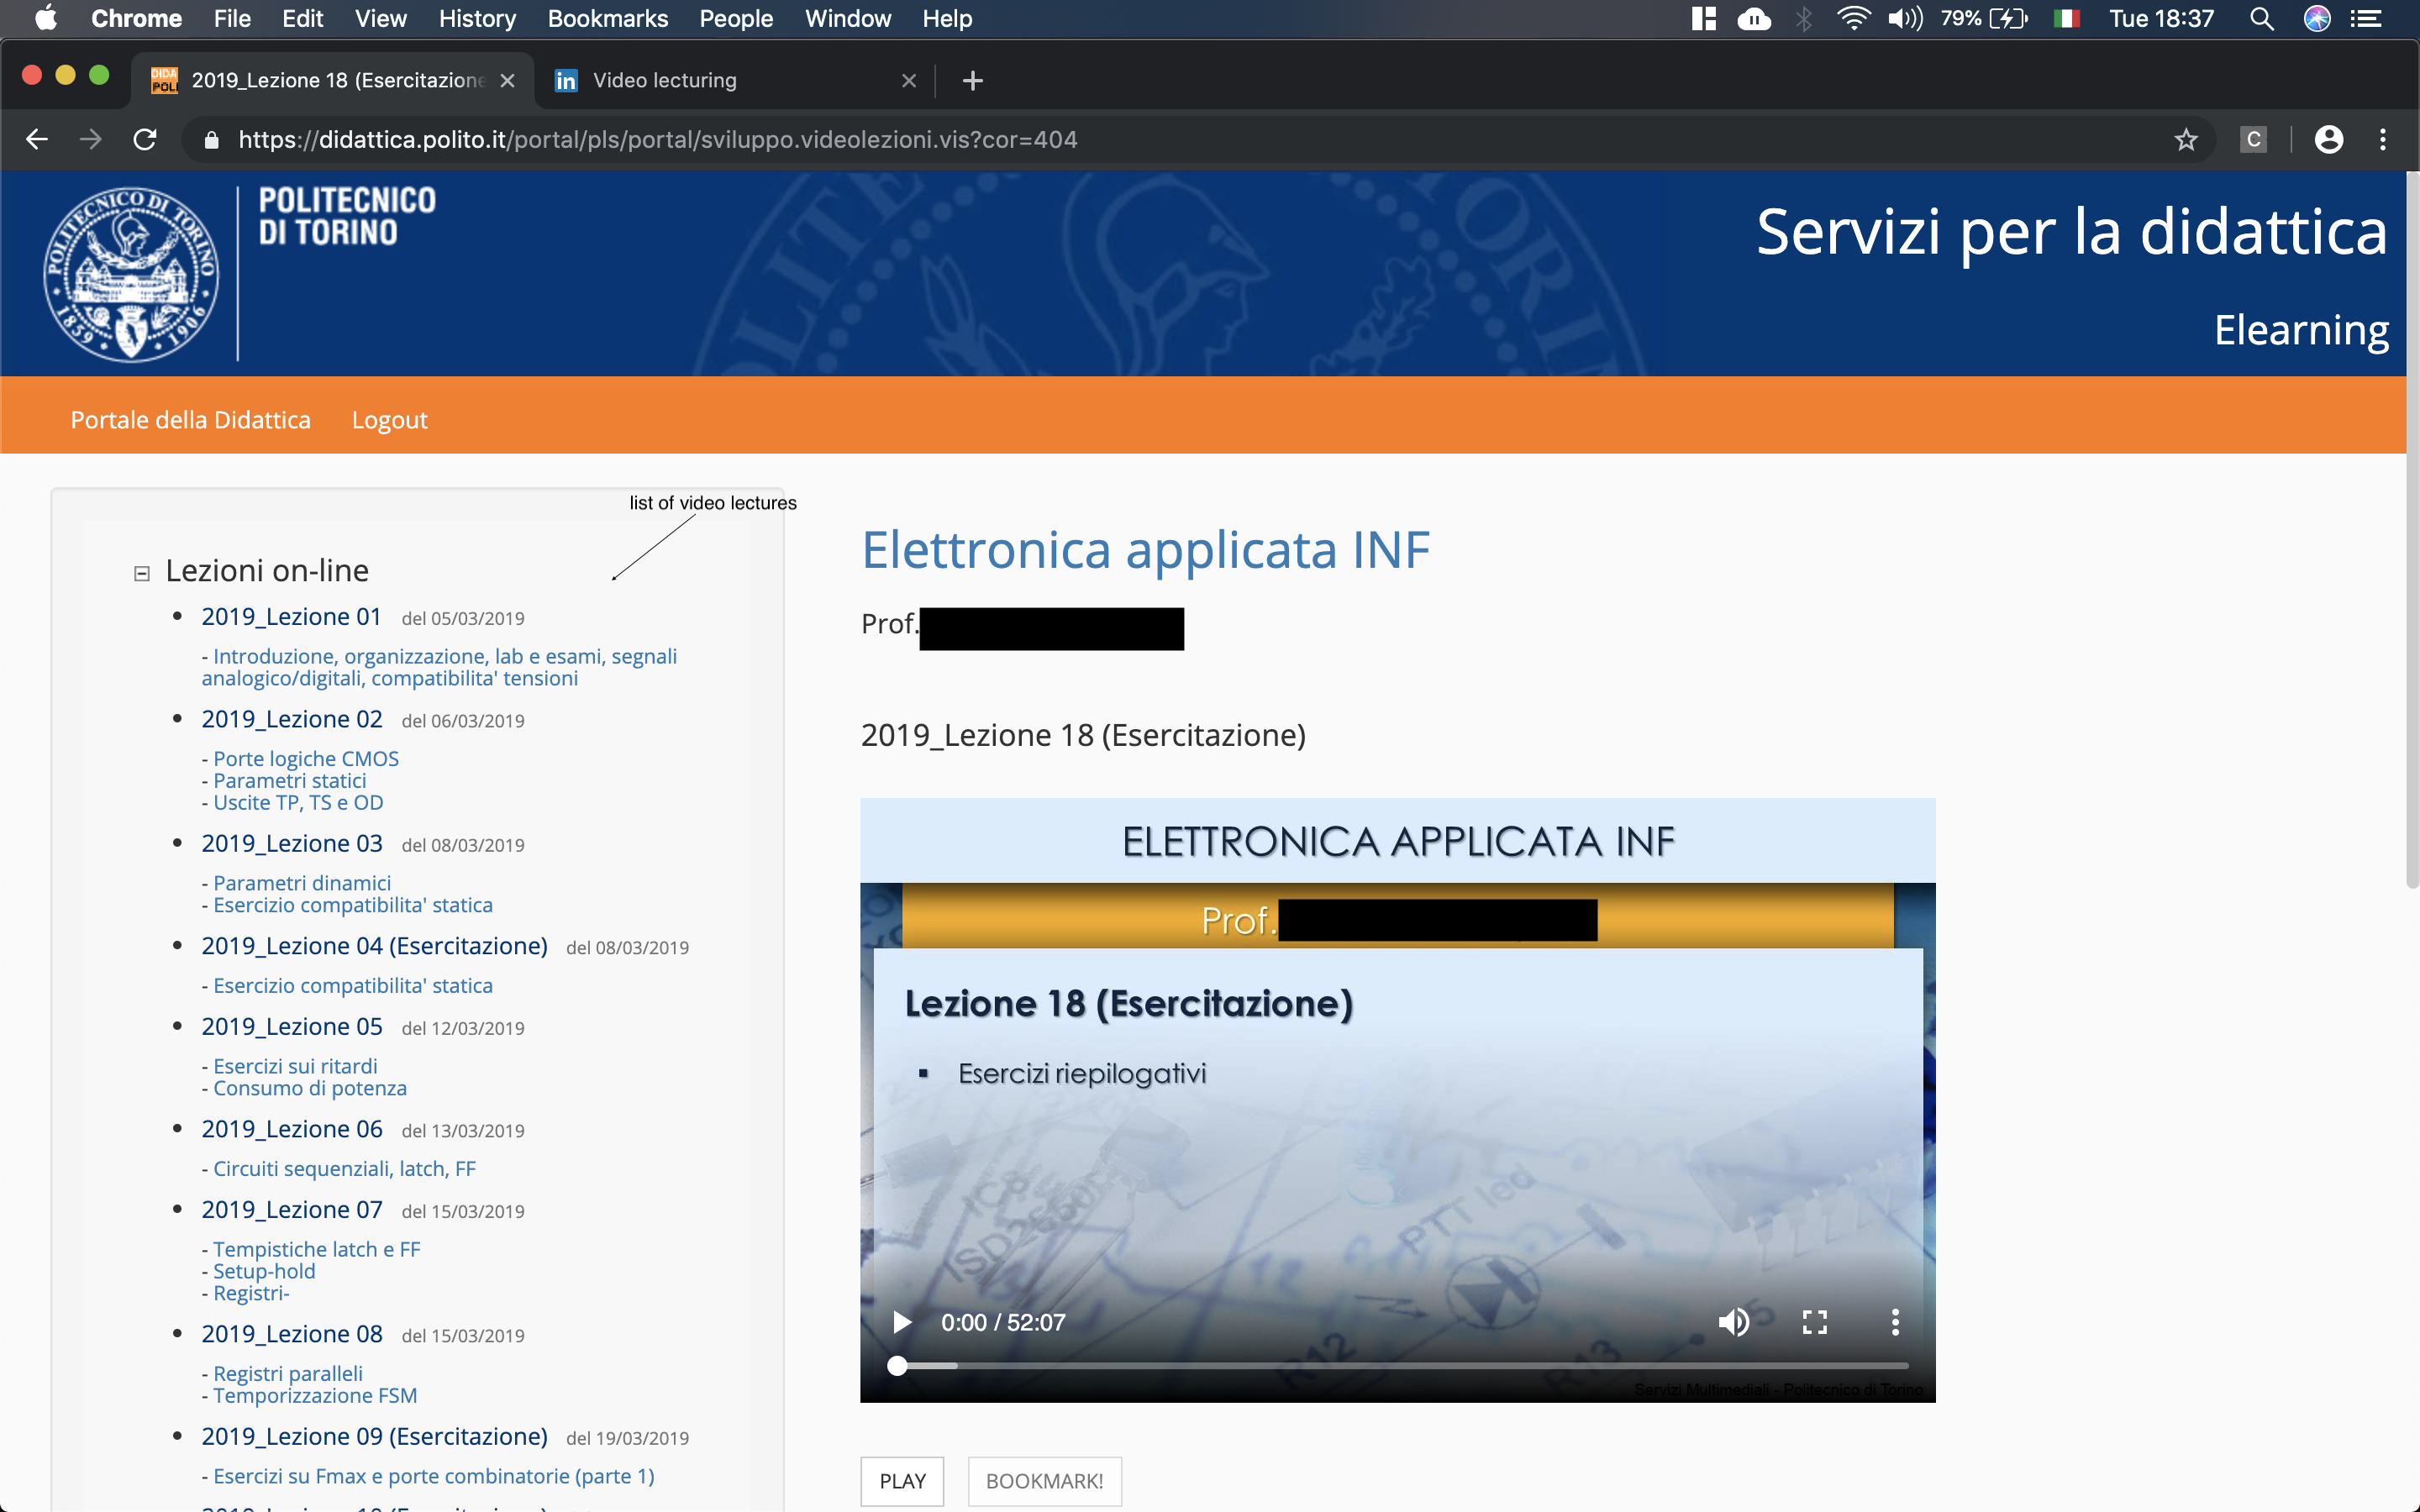 Chrome File Edit View History Bookmarks People Window Help 79% Tue 18:37
2019_Lezione 18 (Esercitazione
Video lecturing
https://didattica.polito.it/portal/pls/portal/sviluppo.videolezioni.vis?cor=404
C
POLITECNICO DI TORINO
1859 1906
POLITECNICO
DI TORINO
Servizi per la didattica
Elearning
Portale della Didattica Logout
list of video lectures
Lezioni on-line
2019_Lezione 01 del 05/03/2019
- Introduzione, organizzazione, lab e esami, segnali
analogico/digitali, compatibilita' tensioni
2019_Lezione 02 del 06/03/2019
- Porte logiche CMOS
- Parametri statici
- Uscite TP, TS e OD
2019_Lezione 03 del 08/03/2019
- Parametri dinamici
- Esercizio compatibilita' statica
2019_Lezione 04 (Esercitazione) del 08/03/2019
- Esercizio compatibilita' statica
2019_Lezione 05 del 12/03/2019
- Esercizi sui ritardi
- Consumo di potenza
2019_Lezione 06 del 13/03/2019
- Circuiti sequenziali, latch, FF
2019_Lezione 07 del 15/03/2019
- Tempistiche latch e FF
- Setup-hold
- Registri-
2019_Lezione 08 del 15/03/2019
- Registri paralleli
- Temporizzazione FSM
2019_Lezione 09 (Esercitazione) del 19/03/2019
- Esercizi su Fmax e porte combinatorie (parte 1)
Elettronica applicata INF
Prof.
2019_Lezione 18 (Esercitazione)
ELETTRONICA APPLICATA INF
Prof.
Lezione 18 (Esercitazione)
▪ Esercizi riepilogativi
PTT led
R12
R13
0:00 / 52:07
Servizi Multimediali - Politecnico di Torino
PLAY
BOOKMARK!